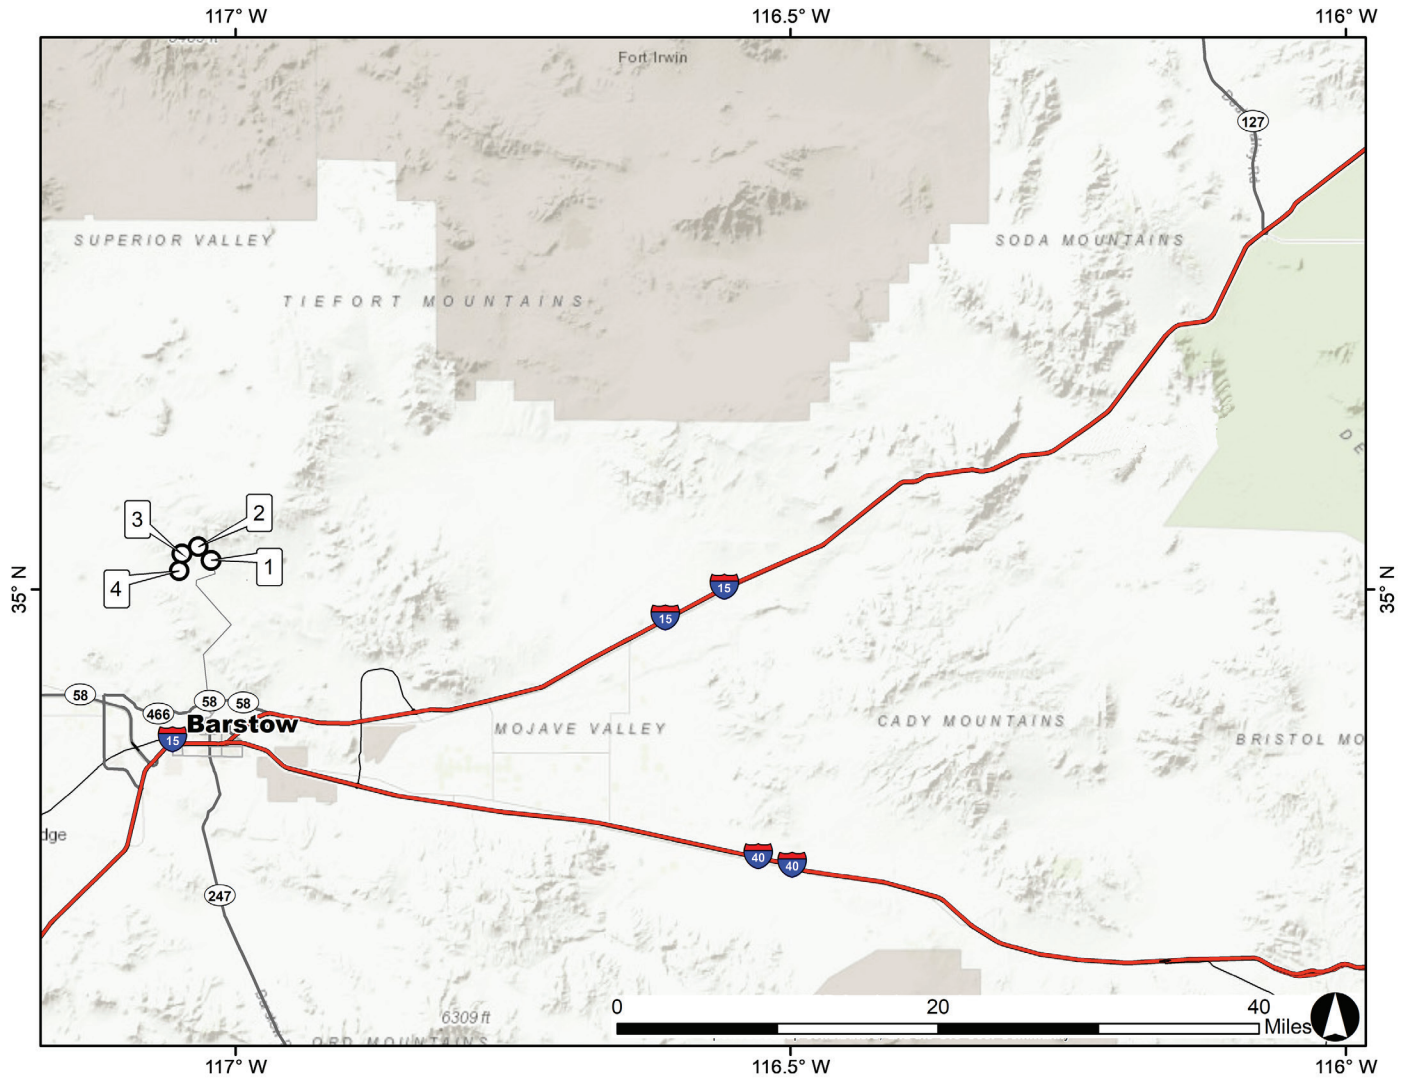 117° W 116.5° W 116° W
Fort Irwin
127
SUPERIOR VALLEY
SODA MOUNTAINS
TIEFORT MOUNTAINS
DE
3
2
1
4
35° N
35° N
15
15
58
58
58
466
Barstow
15
MOJAVE VALLEY
CADY MOUNTAINS
BRISTOL MO
dge
40
40
247
6309 ft
ORD MOUNTAINS
0 20 40
Miles
117° W 116.5° W 116° W